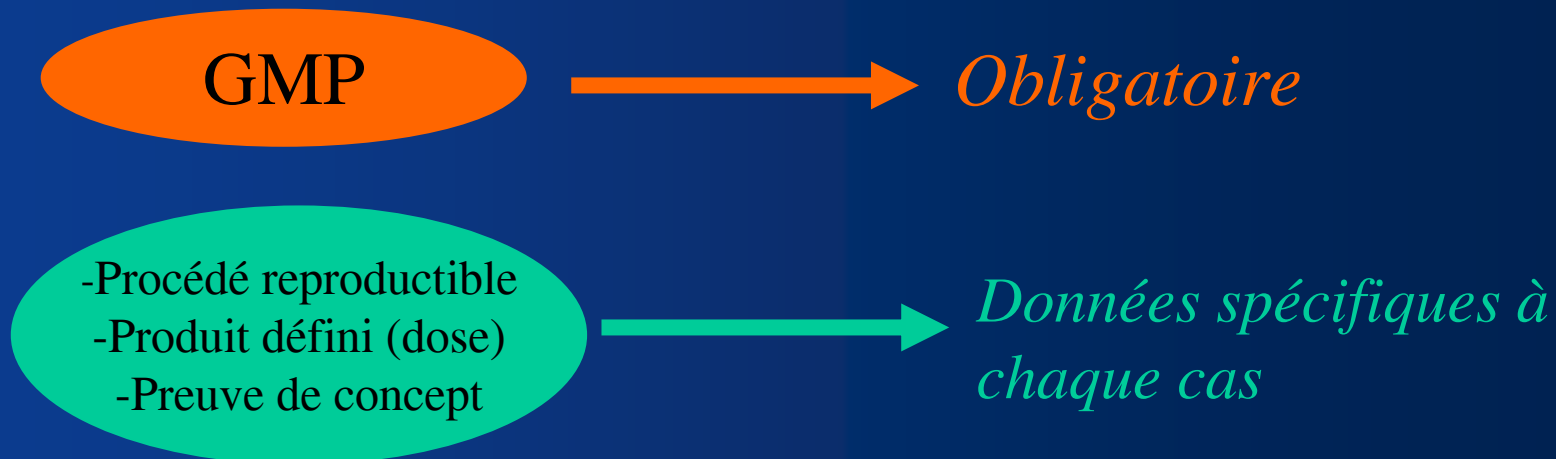 GMP
Obligatoire
-Procédé reproductible
-Produit défini (dose)
-Preuve de concept
Données spécifiques à
chaque cas